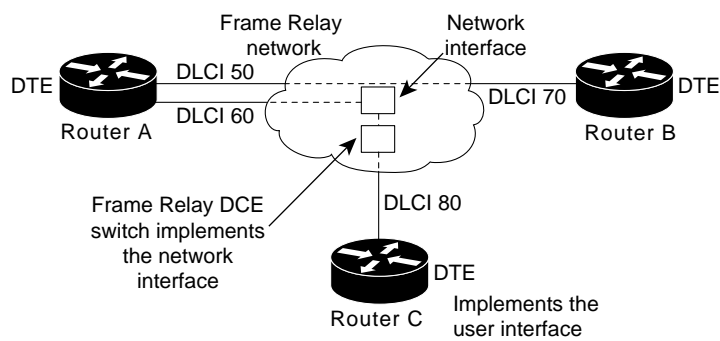 Frame Relay
network
Network
interface
DTE
DLCI 50
DLCI 60
Router A
DLCI 70
DTE
Router B
Frame Relay DCE
switch implements
the network
interface
DLCI 80
DTE
Router C
Implements the
user interface